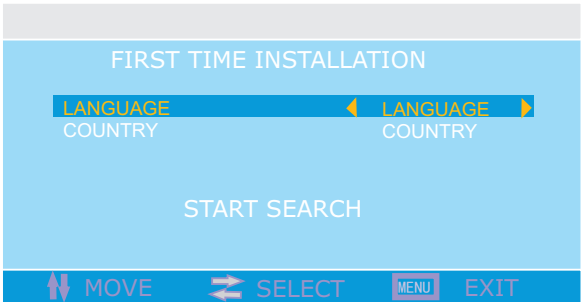 FIRST TIME INSTALLATION
LANGUAGE LANGUAGE
COUNTRY COUNTRY
START SEARCH
MOVE SELECT MENU EXIT